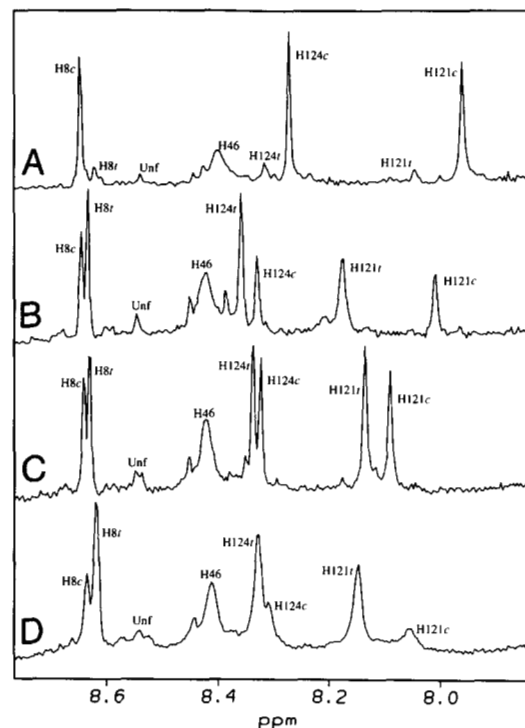 H8c
H8t
Unf
H46
H124t
H124c
H121t
H121c
A
H8c
H8t
Unf
H46
H124t
H124c
H121t
H121c
B
H8c
H8t
Unf
H46
H124t
H124c
H121t
H121c
C
H8c
H8t
Unf
H46
H124t
H124c
H121t
H121c
D
8.6 8.4 8.2 8.0
ppm